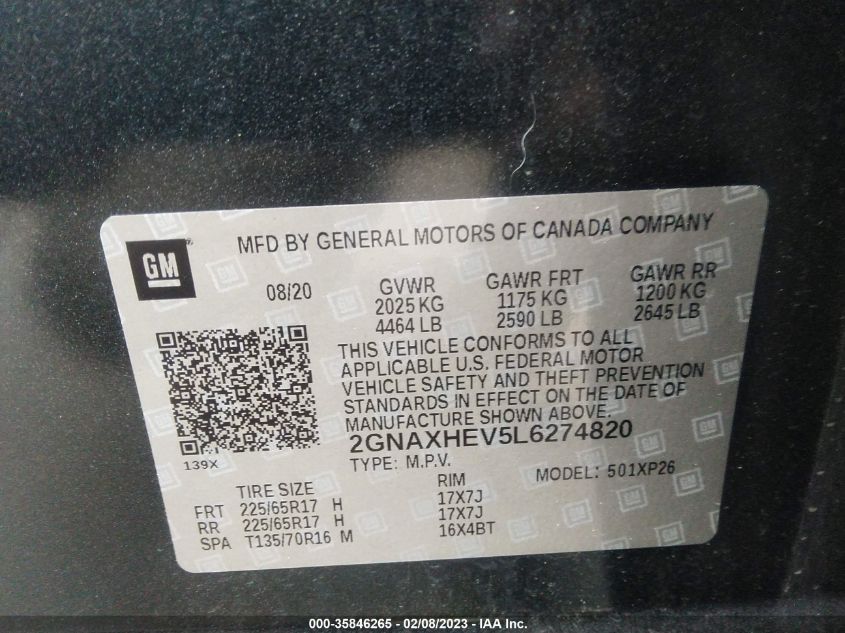 GM
MFD BY GENERAL MOTORS OF CANADA COMPANY
08/20
GVWR GAWR FRT GAWR RR
2025 KG 1175 KG 1200 KG
4464 LB 2590 LB 2645 LB
THIS VEHICLE CONFORMS TO ALL
APPLICABLE U.S. FEDERAL MOTOR
VEHICLE SAFETY AND THEFT PREVENTION
STANDARDS IN EFFECT ON THE DATE OF
MANUFACTURE SHOWN ABOVE.
2GNAXHEV5L6274820
139X
TYPE: M.P.V. MODEL: 501XP26
TIRE SIZE RIM
FRT 225/65R17 H 17X7J
RR 225/65R17 H 17X7J
SPA T135/70R16 M 16X4BT
000-35846265 - 02/08/2023 - IAA Inc.